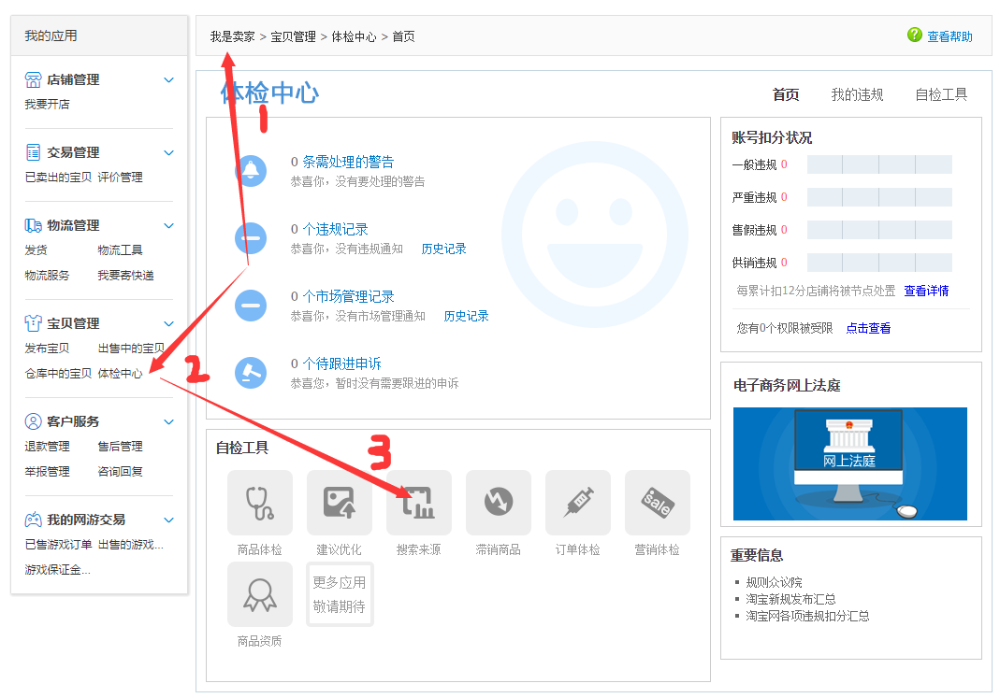 我的应用
店铺管理
我要开店
交易管理
已卖出的宝贝 评价管理
物流管理
发货 物流工具
物流服务 我要寄快递
宝贝管理
发布宝贝 出售中的宝贝
仓库中的宝贝 体检中心
客户服务
退款管理 售后管理
举报管理 咨询回复
我的网游交易
已售游戏订单 出售的游戏...
游戏保证金...
我是卖家 > 宝贝管理 > 体检中心 > 首页
? 查看帮助
体检中心
首页 我的违规 自检工具
1
2
3
0 条需处理的警告
恭喜你，没有要处理的警告
0 个违规记录
恭喜你，没有违规通知 历史记录
0 个市场管理记录
恭喜你，没有市场管理通知 历史记录
0 个待跟进申诉
恭喜您，暂时没有需要跟进的申诉
自检工具
sale
商品体检 建议优化 搜索来源 滞销商品 订单体检 营销体检
更多应用
敬请期待
商品资质
账号扣分状况
一般违规 0
严重违规 0
售假违规 0
供销违规 0
每累计扣12分店铺将被节点处置 查看详情
您有0个权限被受限 点击查看
电子商务网上法庭
网上法庭
重要信息
规则众议院
淘宝新规发布汇总
淘宝网各项违规扣分汇总